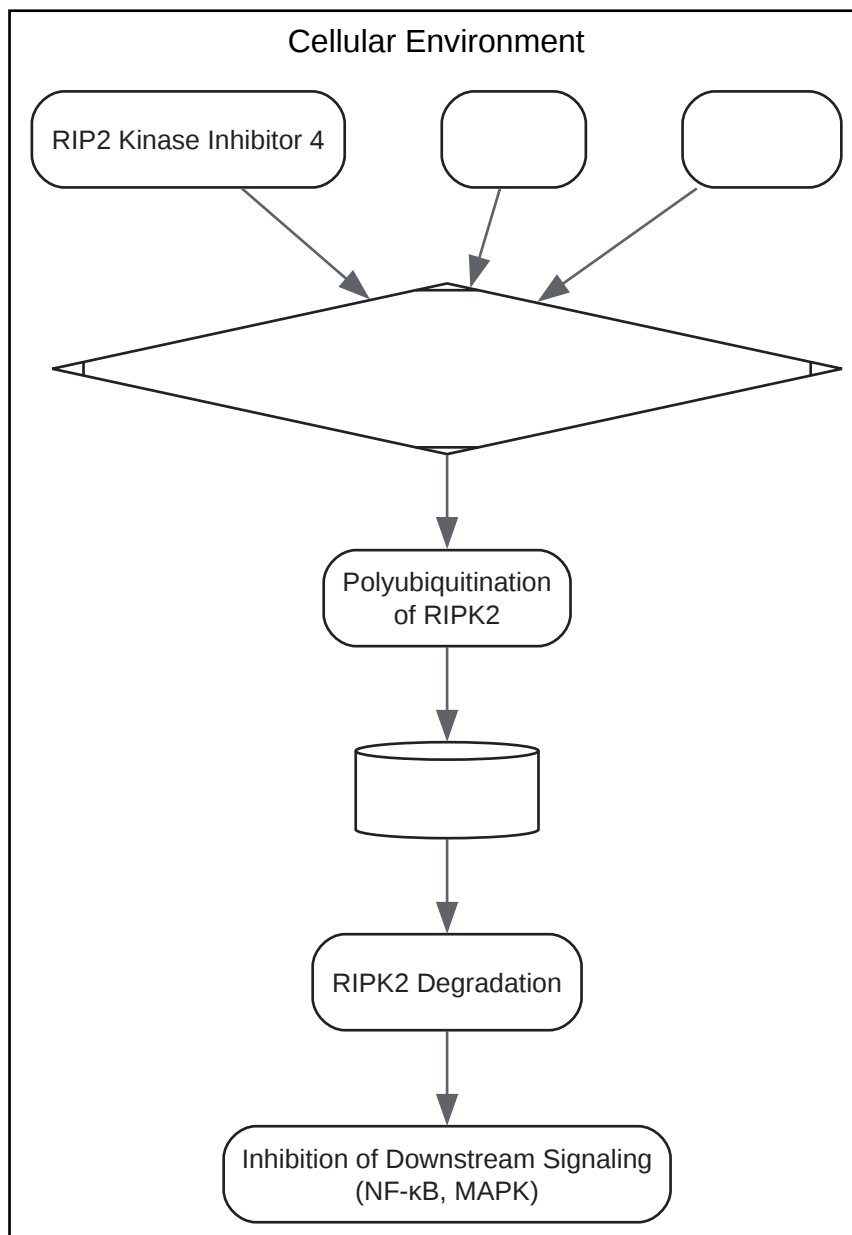 Cellular Environment
RIP2 Kinase Inhibitor 4
Polyubiquitination
of RIPK2
RIPK2 Degradation
Inhibition of Downstream Signaling
(NF-κB, MAPK)